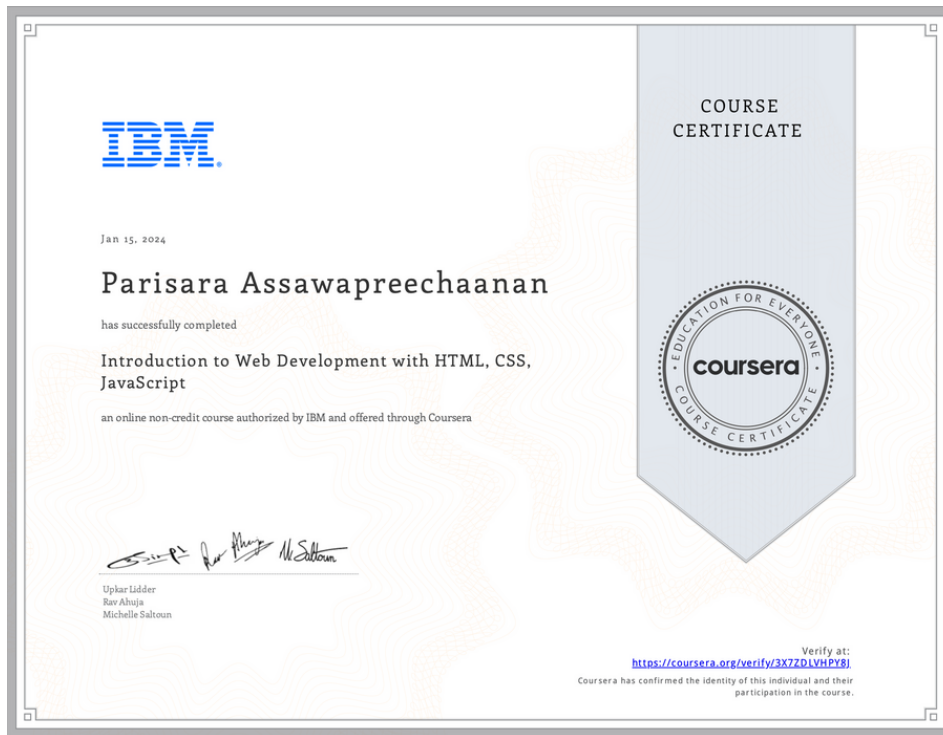 IBM
COURSE
CERTIFICATE
Jan 15, 2024
Parisara Assawapreechaanan
has successfully completed
Introduction to Web Development with HTML, CSS,
JavaScript
an online non-credit course authorized by IBM and offered through Coursera
EDUCATION FOR EVERYONE
coursera
COURSE CERTIFICATE
Rav Ahuja
M Saltoun
Upkar Lidder
Rav Ahuja
Michelle Saltoun
Verify at:
https://coursera.org/verify/3X7ZDLVHPY8J
Coursera has confirmed the identity of this individual and their
participation in the course.